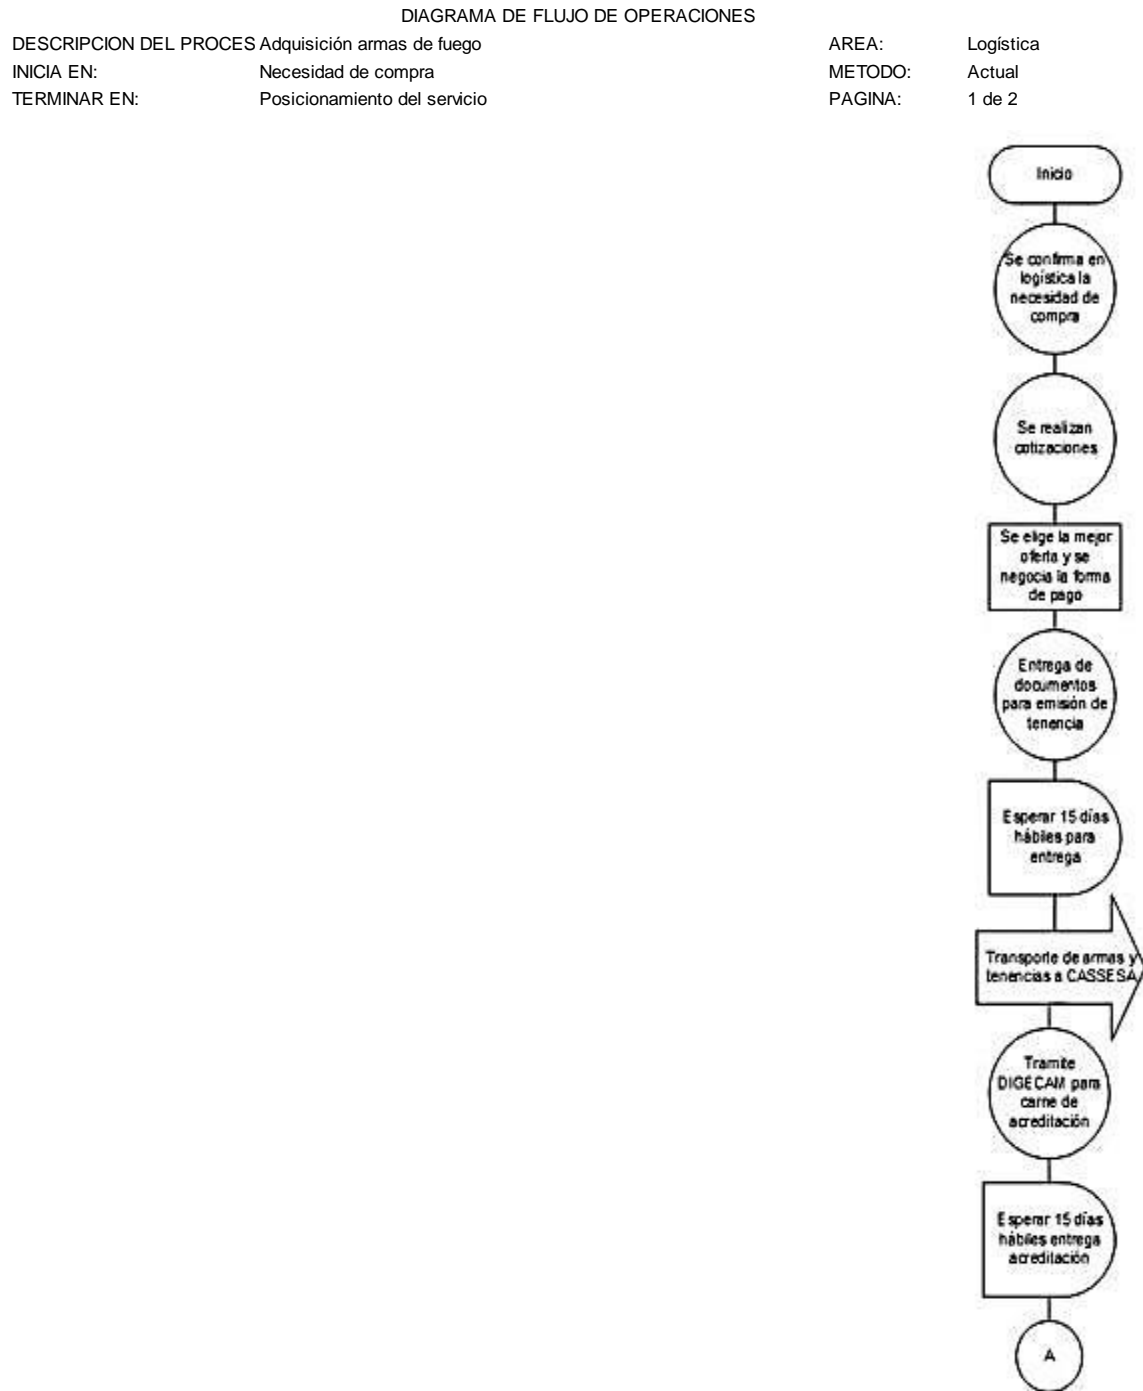 DIAGRAMA DE FLUJO DE OPERACIONES
DESCRIPCION DEL PROCES Adquisición armas de fuego AREA: Logística
INICIA EN: Necesidad de compra METODO: Actual
TERMINAR EN: Posicionamiento del servicio PAGINA: 1 de 2
Inicio
Se confirma en
logística la
necesidad de
compra
Se realizan
cotizaciones
Se elige la mejor
oferta y se
negocia la forma
de pago
Entrega de
documentos
para emisión de
tenencia
Esperar 15 días
hábiles para
entrega
Transporte de armas y
tenencias a CASSESA
Tramite
DIGECAM para
carne de
acreditación
Esperar 15 días
hábiles entrega
acreditación
A